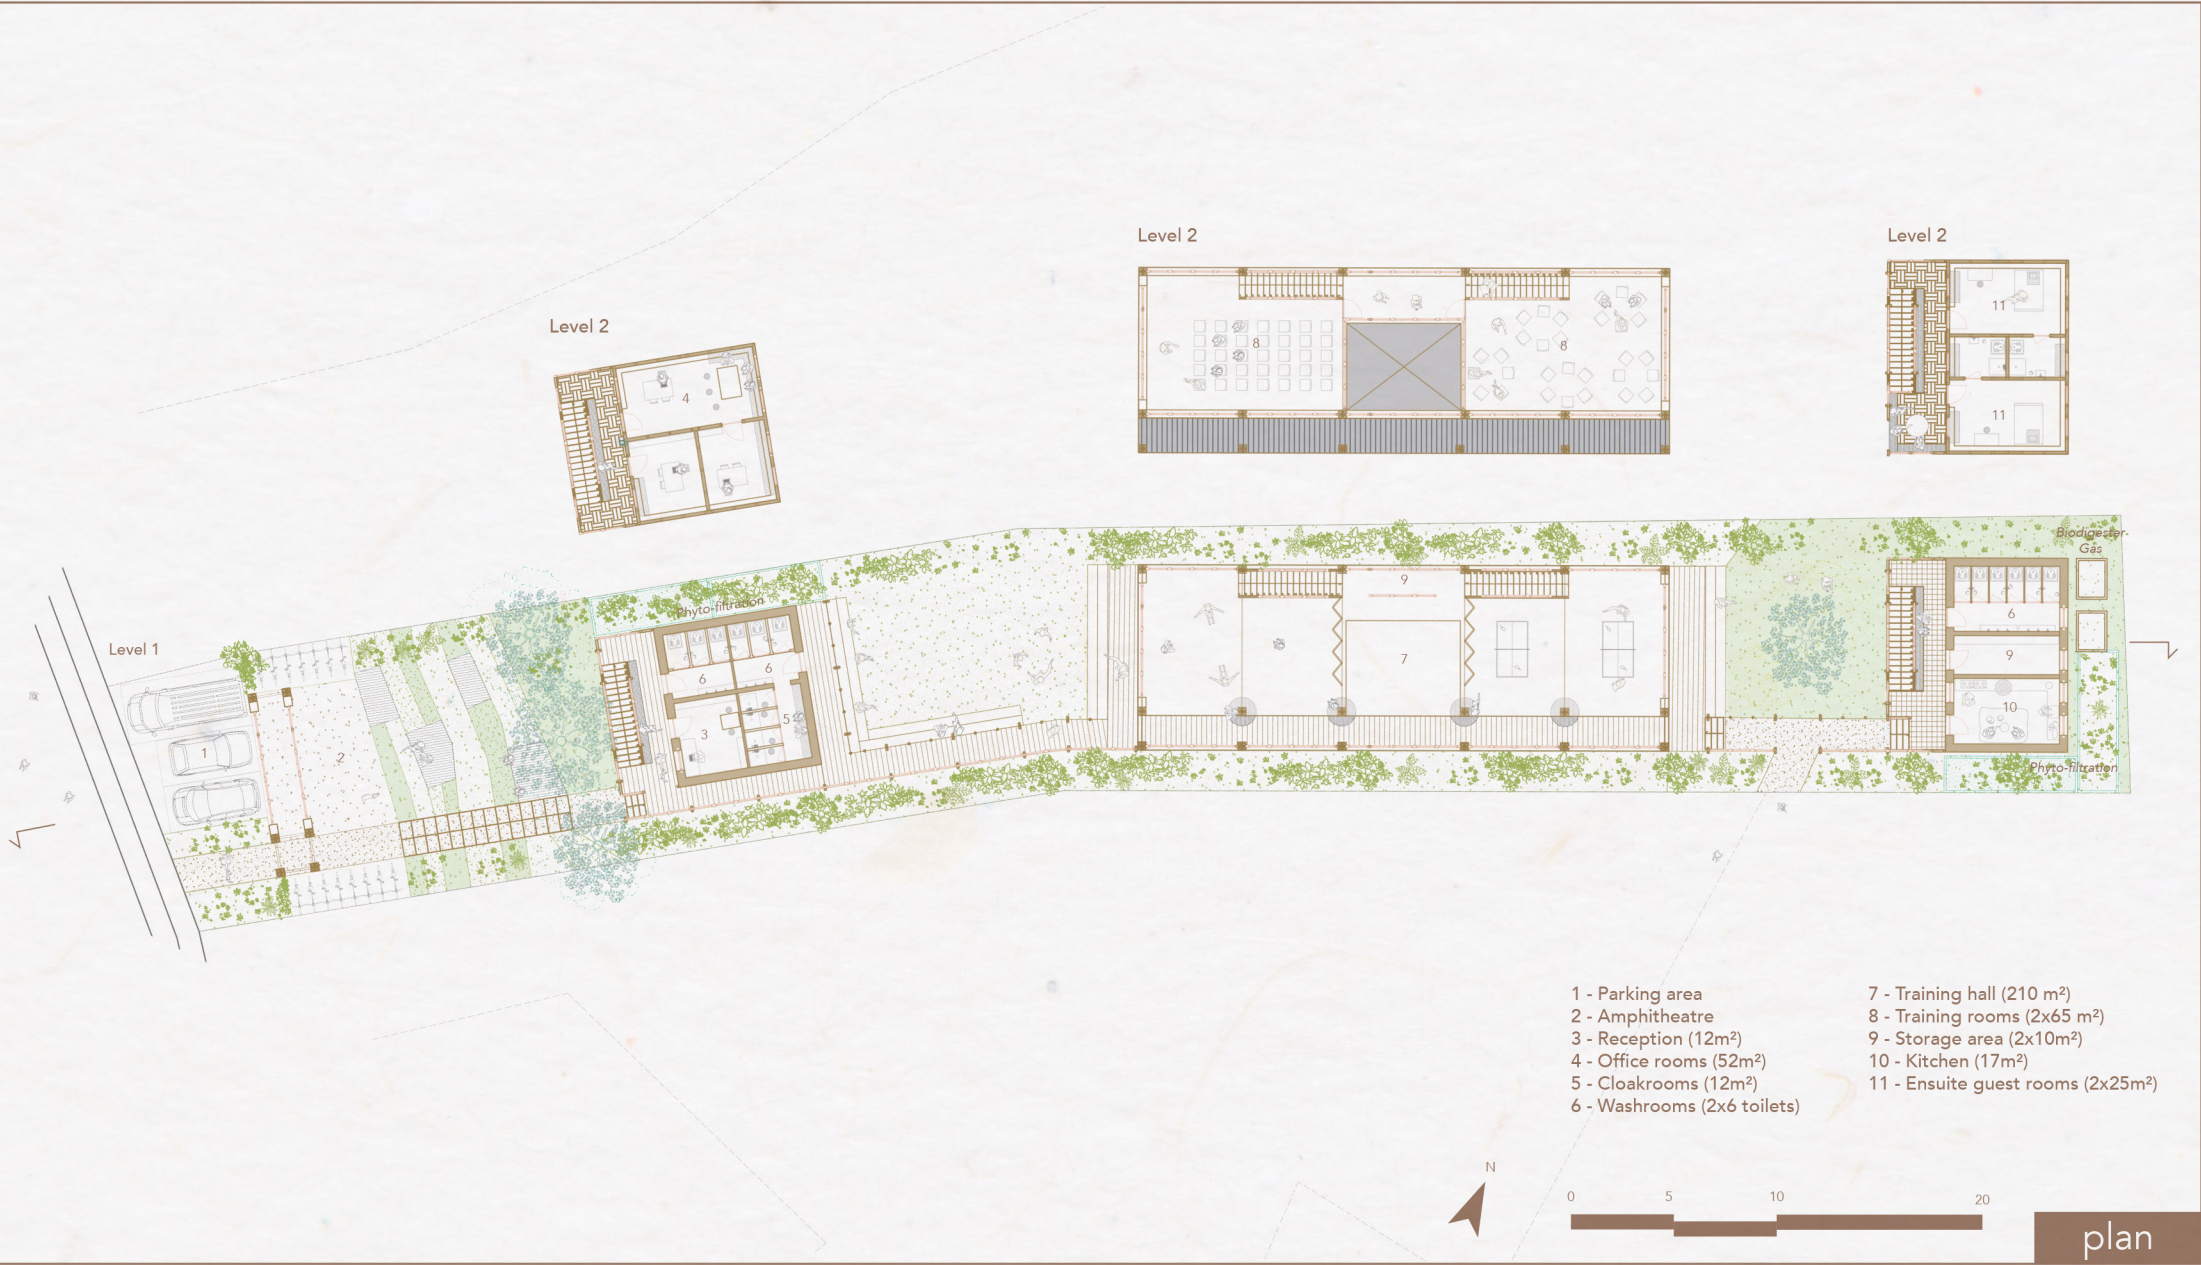 Level 2
Level 2
Level 2
11
8
8
4
11
Biodigester-
Gas
9
Phyto-filtration
6
Level 1
6
9
7
6
5
10
3
1
2
Phyto-filtration
1 - Parking area
2 - Amphitheatre
3 - Reception (12m²)
4 - Office rooms (52m²)
5 - Cloakrooms (12m²)
6 - Washrooms (2x6 toilets)
7 - Training hall (210 m²)
8 - Training rooms (2x65 m²)
9 - Storage area (2x10m²)
10 - Kitchen (17m²)
11 - Ensuite guest rooms (2x25m²)
N
0 5 10 20
plan